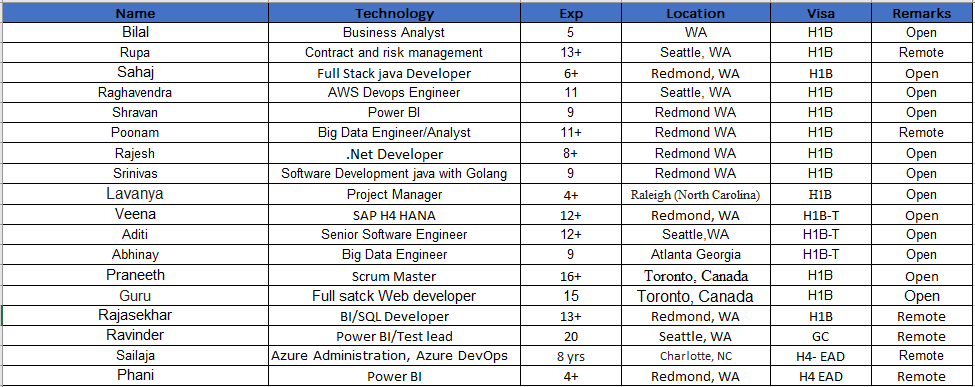 Name Technology Exp Location Visa Remarks
Bilal Business Analyst 5 WA H1B Open
Rupa Contract and risk management 13+ Seattle, WA H1B Remote
Sahaj Full Stack java Developer 6+ Redmond, WA H1B Open
Raghavendra AWS Devops Engineer 11 Seattle, WA H1B Open
Shravan Power BI 9 Redmond WA H1B Open
Poonam Big Data Engineer/Analyst 11+ Redmond WA H1B Remote
Rajesh .Net Developer 8+ Redmond WA H1B Open
Srinivas Software Development java with Golang 9 Redmond WA H1B Open
Lavanya Project Manager 4+ Raleigh (North Carolina) H1B Open
Veena SAP H4 HANA 12+ Redmond, WA H1B-T Open
Aditi Senior Software Engineer 12+ Seattle,WA H1B-T Open
Abhinay Big Data Engineer 9 Atlanta Georgia H1B-T Open
Praneeth Scrum Master 16+ Toronto, Canada H1B Open
Guru Full satck Web developer 15 Toronto, Canada H1B Open
Rajasekhar BI/SQL Developer 13+ Redmond, WA H1B Remote
Ravinder Power BI/Test lead 20 Seattle, WA GC Remote
Sailaja Azure Administration, Azure DevOps 8 yrs Charlotte, NC H4- EAD Remote
Phani Power BI 4+ Redmond, WA H4 EAD Remote